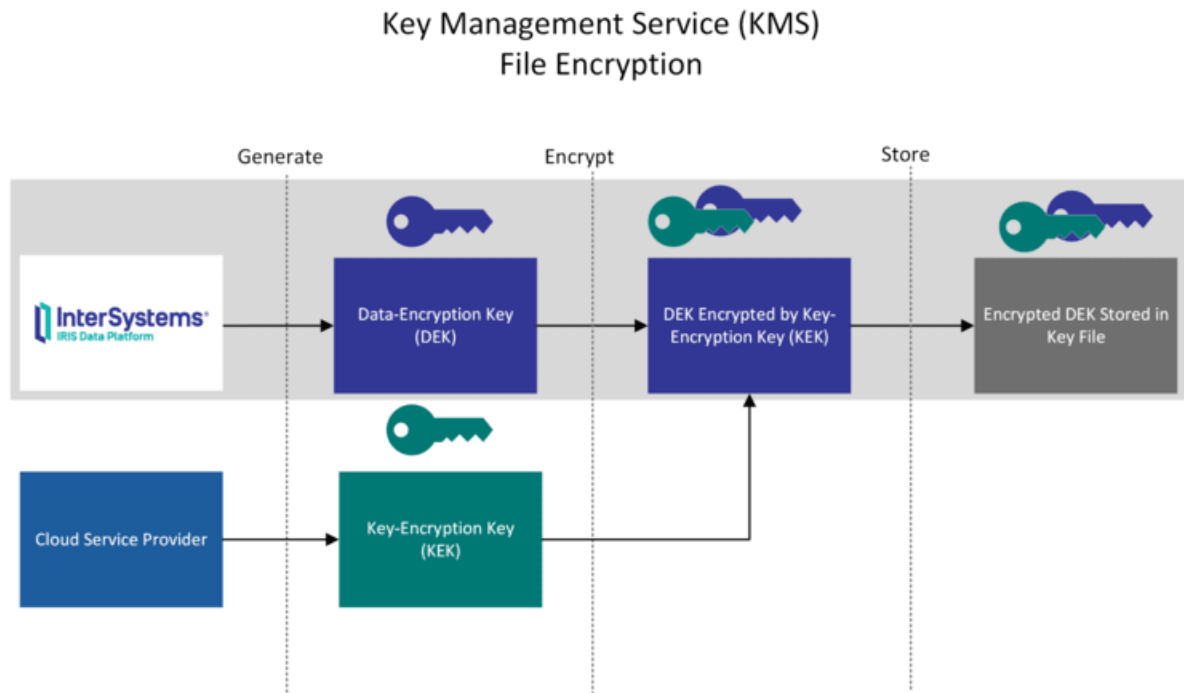 Key Management Service (KMS)
File Encryption
Generate
Encrypt
Store
InterSystems®
IRIS Data Platform
Data-Encryption Key
(DEK)
DEK Encrypted by Key-
Encryption Key (KEK)
Encrypted DEK Stored in
Key File
Cloud Service Provider
Key-Encryption Key
(KEK)